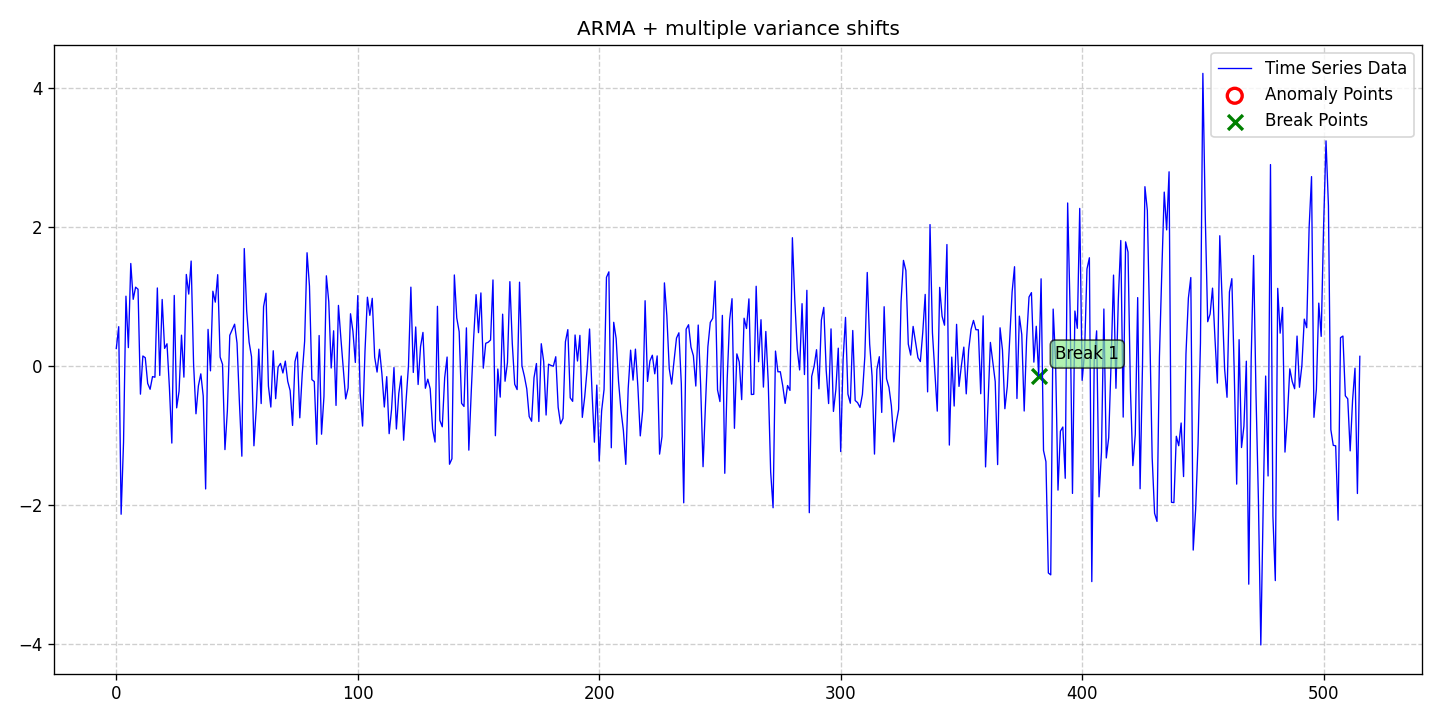 ARMA + multiple variance shifts
Time Series Data
Anomaly Points
Break Points
4
2
0
−2
−4
Break 1
0
100
200
300
400
500